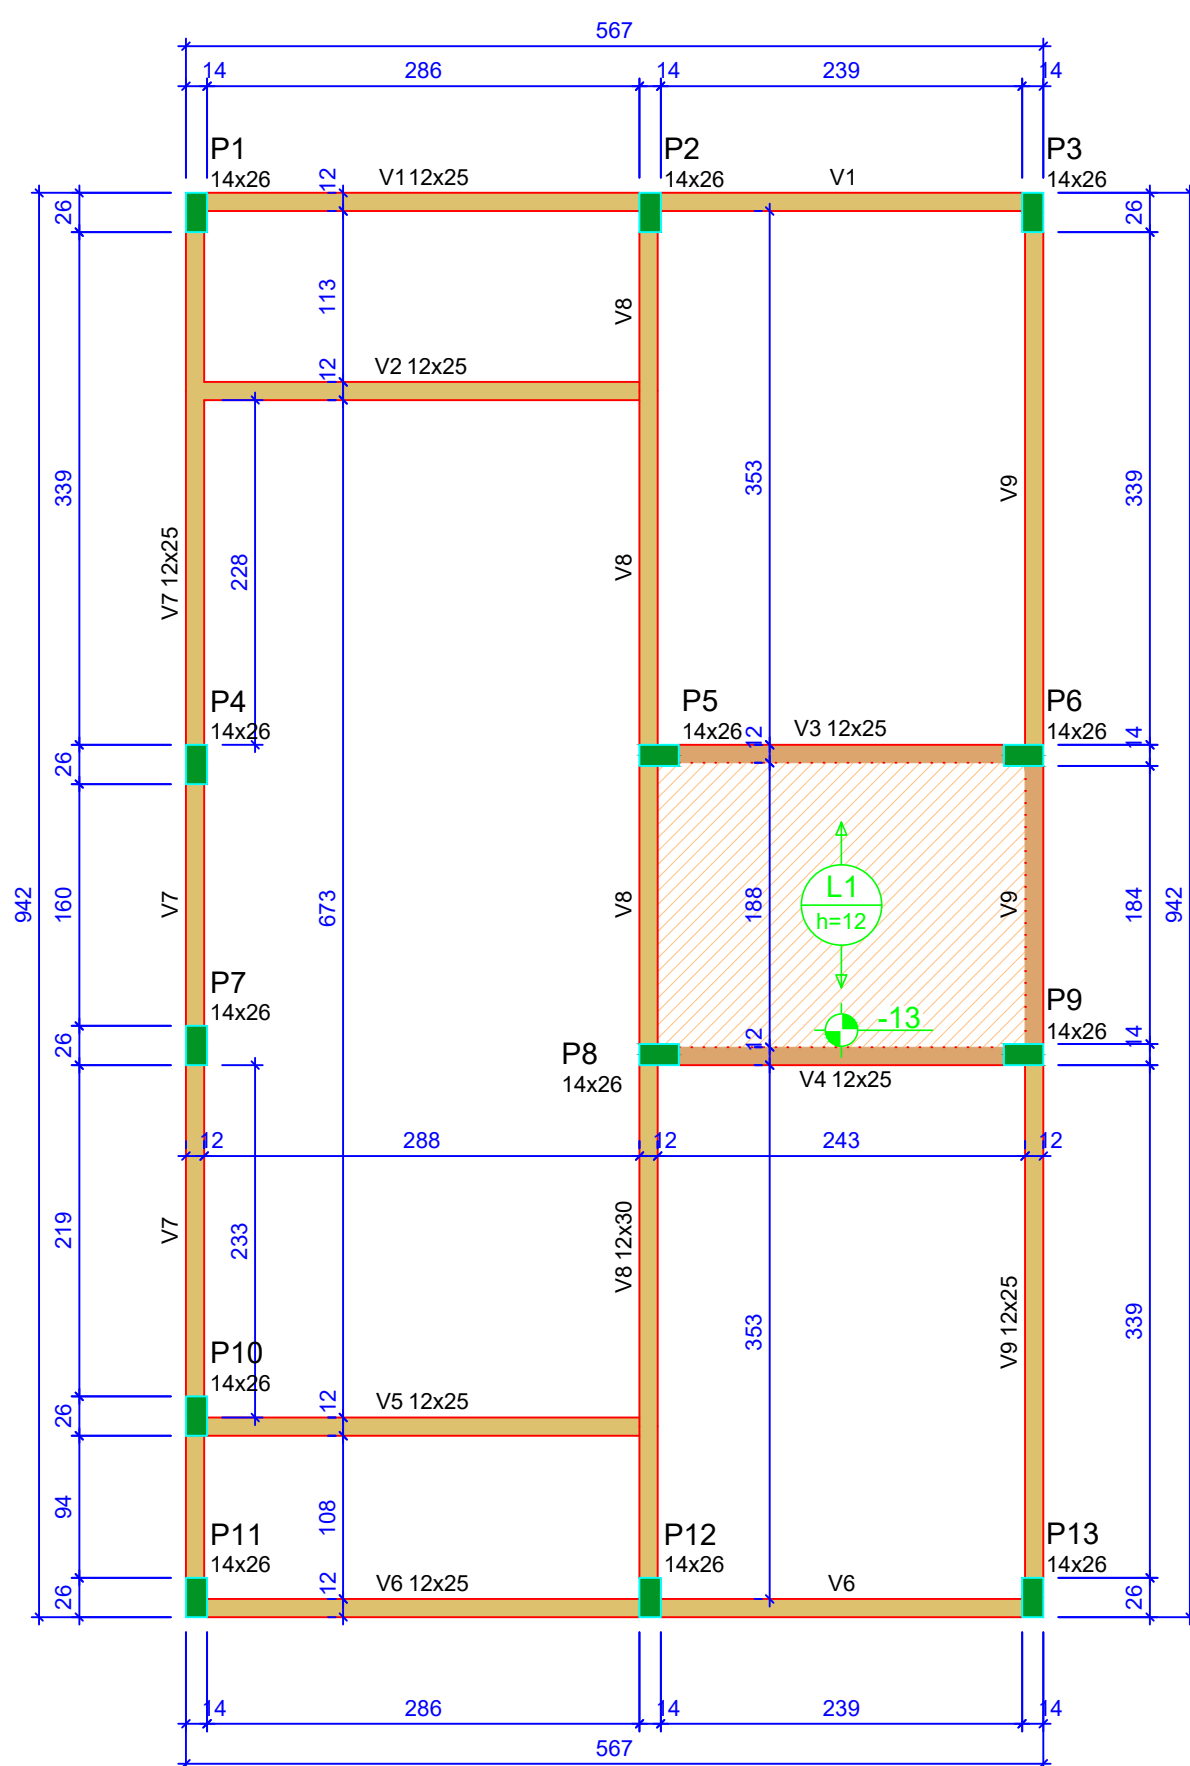 567
14 286 14 239 14
P1 P2 P3
14x26 V1 12x25 14x26 V1 14x26
12
26 26
113
V8
12
V2 12x25
339 353 V9 339
228
V7 12x25 V8
P4 P5 P6
14x26 14x26 12 V3 12x25 14x26 14
26
L1
942 160 V7 673 V8 188 V9 184 942
h=12
P7
14x26
-13
P9
14x26
26 12 14
P8
14x26 V4 12x25
12 288 12 243 12
219 V7 233 V8 12x30
353 V9 12x25 339
P10
14x26
26 12 V5 12x25
94 108
P11 P12 P13
14x26 14x26 14x26
26 12 V6 12x25 V6 26
14 286 14 239 14
567